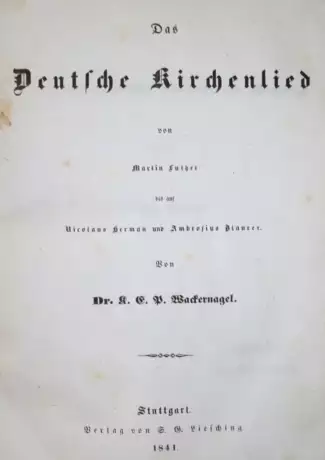 Das
Deutsche Kirchenlied
von
Martin Luther
bis auf
Nicolaus Herman und Ambrosius Blaurer.
Von
Dr. K. E. P. Wackernagel.
Stuttgart.
Verlag von S. G. Liesching
1841.